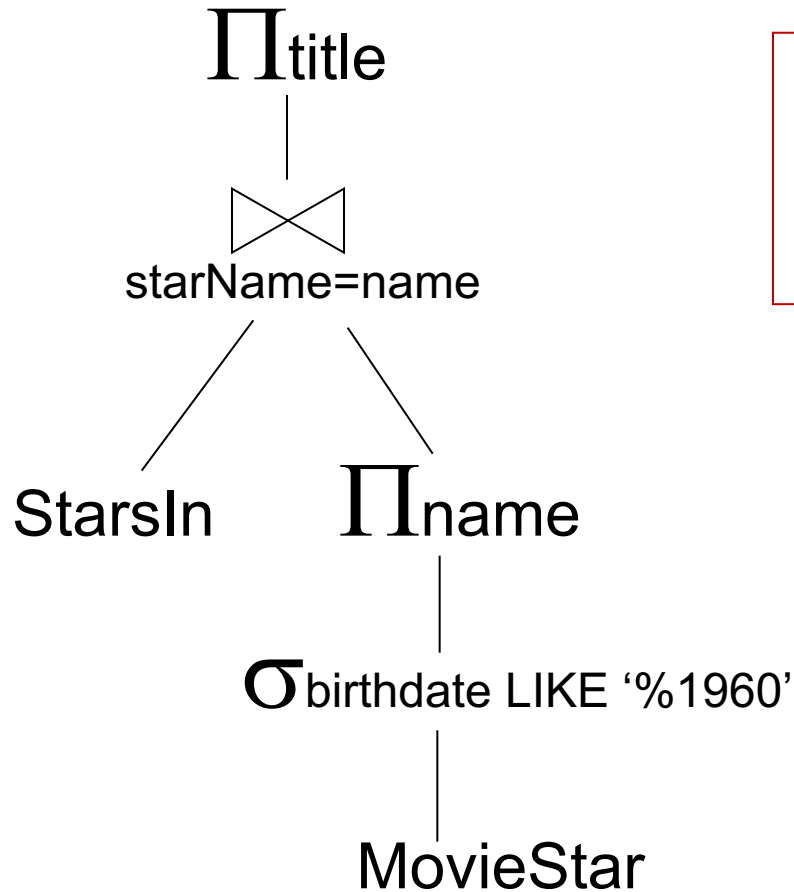 Πtitle
⋈
starName=name
StarsIn
Πname
σbirthdate LIKE ‘%1960’
MovieStar